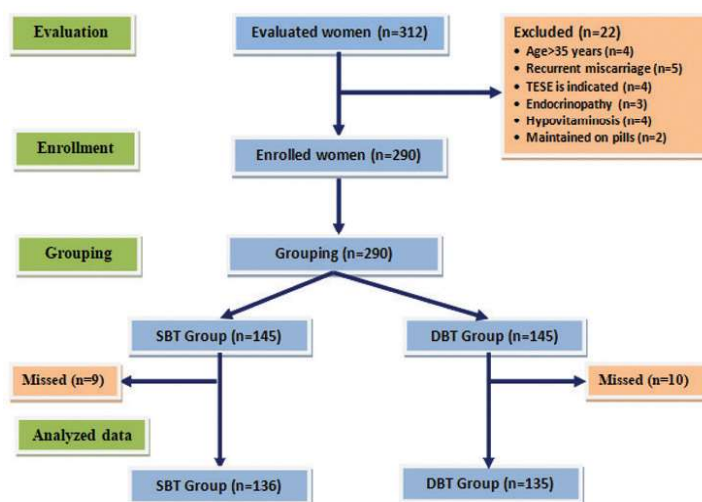 Evaluation
Evaluated women (n=312)
Excluded (n=22)
• Age>35 years (n=4)
• Recurrent miscarriage (n=5)
• TESE is indicated (n=4)
• Endocrinopathy (n=3)
• Hypovitaminosis (n=4)
• Maintained on pills (n=2)
Enrollment
Enrolled women (n=290)
Grouping
Grouping (n=290)
SBT Group (n=145)
DBT Group (n=145)
Missed (n=9)
Missed (n=10)
Analyzed data
SBT Group (n=136)
DBT Group (n=135)